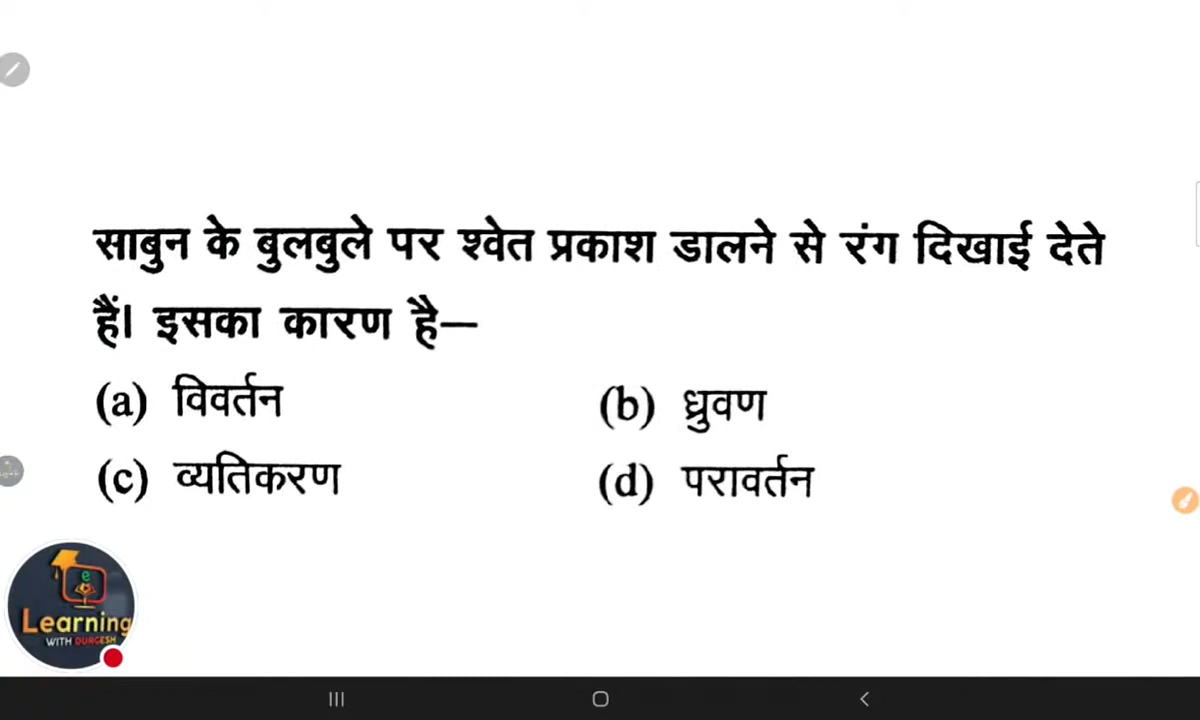 साबुन के बुलबुले पर श्वेत प्रकाश डालने से रंग दिखाई देते
हैं। इसका कारण है—
(a) विवर्तन (b) ध्रुवण
(c) व्यतिकरण (d) परावर्तन
e
Learning
WITH DURGESH